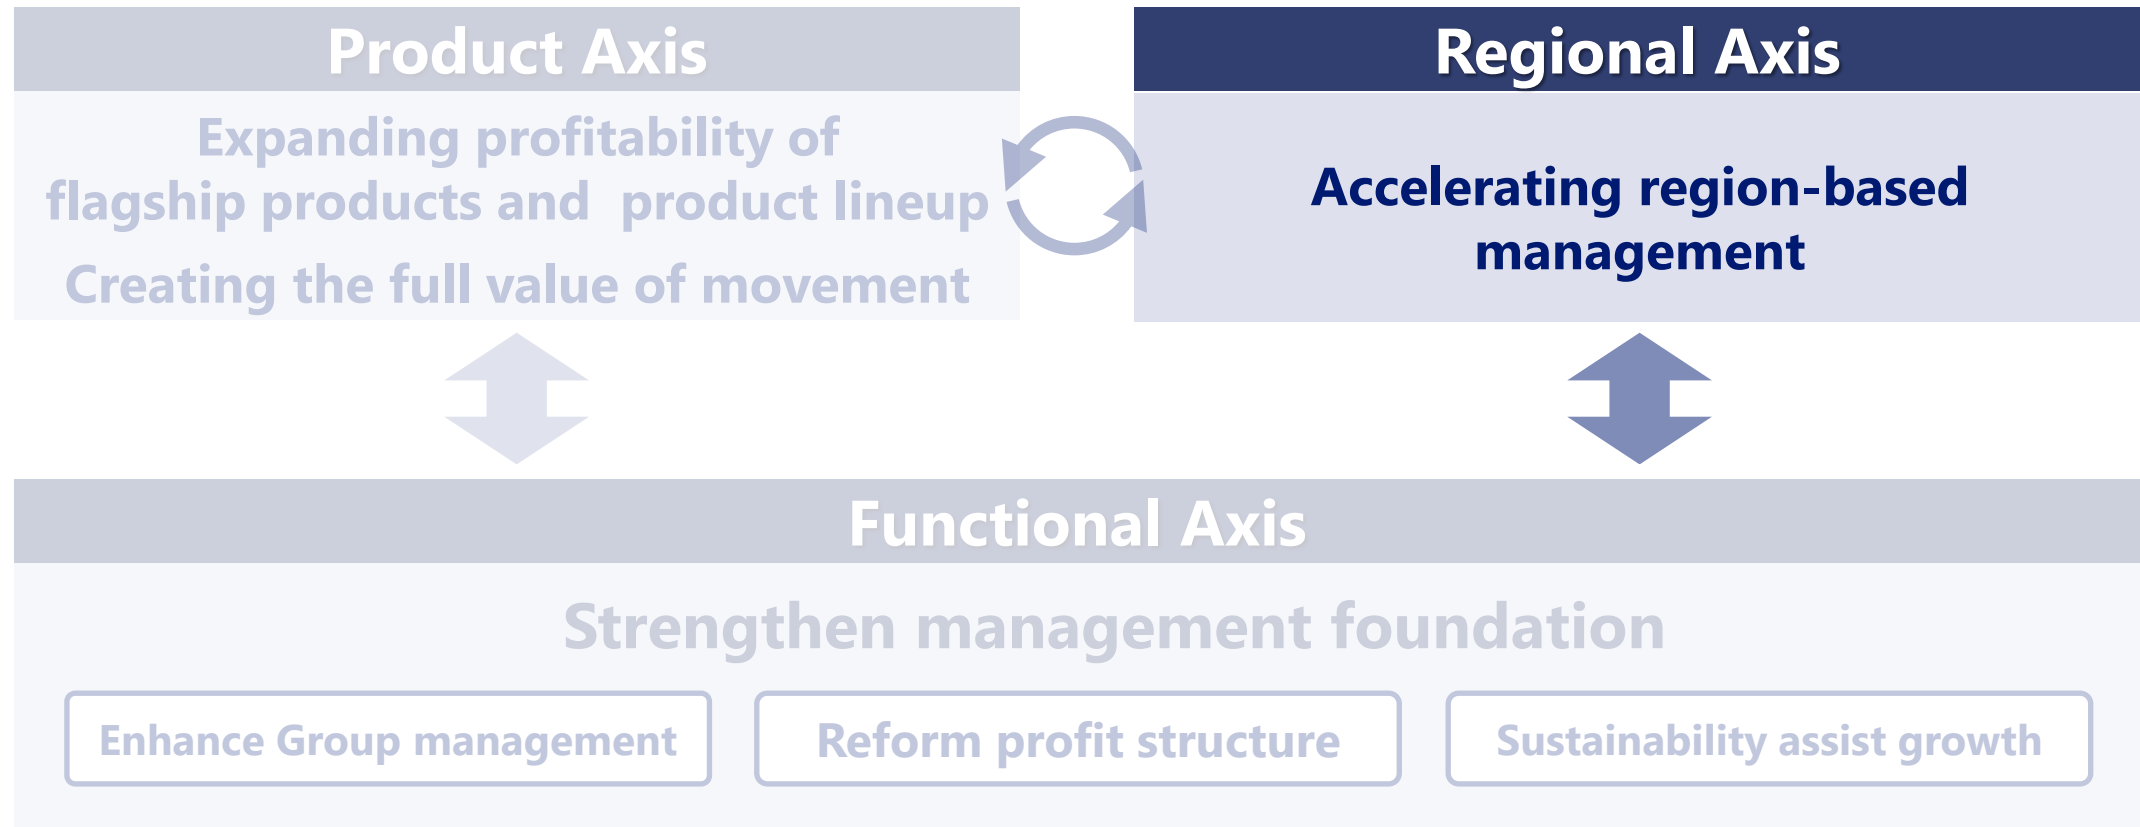 Product Axis
Expanding profitability of
flagship products and product lineup
Creating the full value of movement
Regional Axis
Accelerating region-based
management
Functional Axis
Strengthen management foundation
Enhance Group management
Reform profit structure
Sustainability assist growth